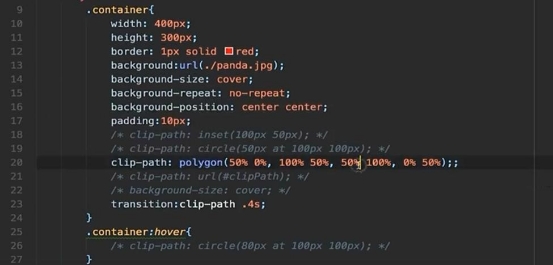 9 .container{
10 width: 400px;
11 height: 300px;
12 border: 1px solid red;
13 background:url(./panda.jpg);
14 background-size: cover;
15 background-repeat: no-repeat;
16 background-position: center center;
17 padding:10px;
18 /* clip-path: inset(100px 50px); */
19 /* clip-path: circle(50px at 100px 100px); */
20 clip-path: polygon(50% 0%, 100% 50%, 50% 100%, 0% 50%);;
21 /* clip-path: url(#clipPath); */
22 /* background-size: cover; */
23 transition:clip-path .4s;
24 }
25 .container:hover{
26 /* clip-path: circle(80px at 100px 100px); */
27 }